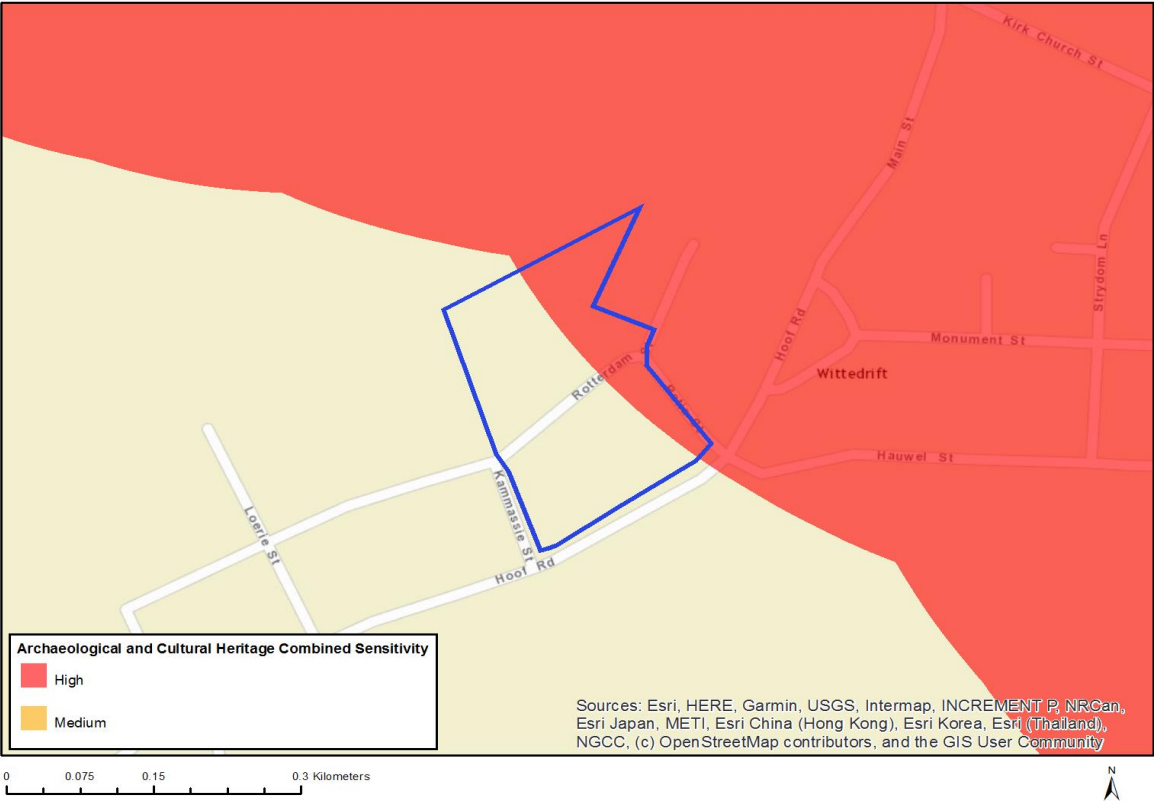 Kirk Church St
Main St
Strydom Ln
Hoof Rd
Monument St
Wittedrift
Rotterdam St
Hauwel St
Kammassie St
Loerie St
Hoof Rd
Archaeological and Cultural Heritage Combined Sensitivity
High
Medium
Sources: Esri, HERE, Garmin, USGS, Intermap, INCREMENT P, NRCan,
Esri Japan, METI, Esri China (Hong Kong), Esri Korea, Esri (Thailand),
NGCC, (c) OpenStreetMap contributors, and the GIS User Community
0 0.075 0.15 0.3 Kilometers
N